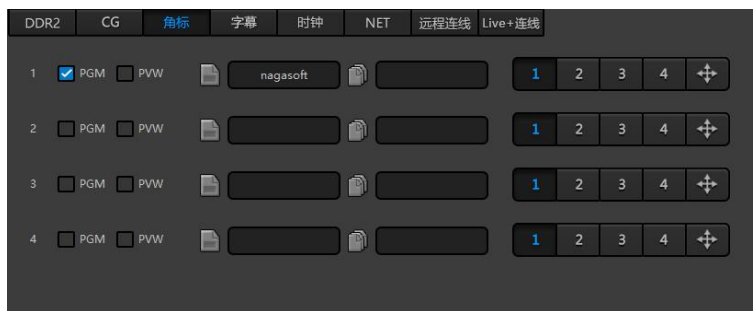 DDR2 CG 角标 字幕 时钟 NET 远程连线 Live+连线
1 PGM PVW nagasoft 1 2 3 4
2 PGM PVW 1 2 3 4
3 PGM PVW 1 2 3 4
4 PGM PVW 1 2 3 4